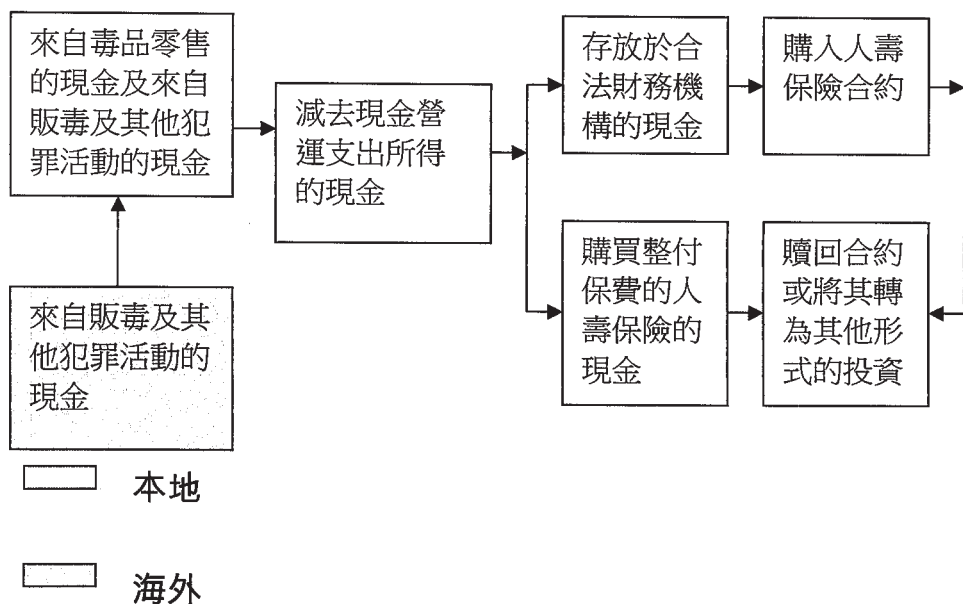 來自毒品零售
的現金及來自
販毒及其他犯
罪活動的現金
減去現金營
運支出所得
的現金
存放於合
法財務機
構的現金
購入人壽
保險合約
來自販毒及其
他犯罪活動的
現金
購買整付
保費的人
壽保險的
現金
贖回合約
或將其轉
為其他形
式的投資
本地
海外